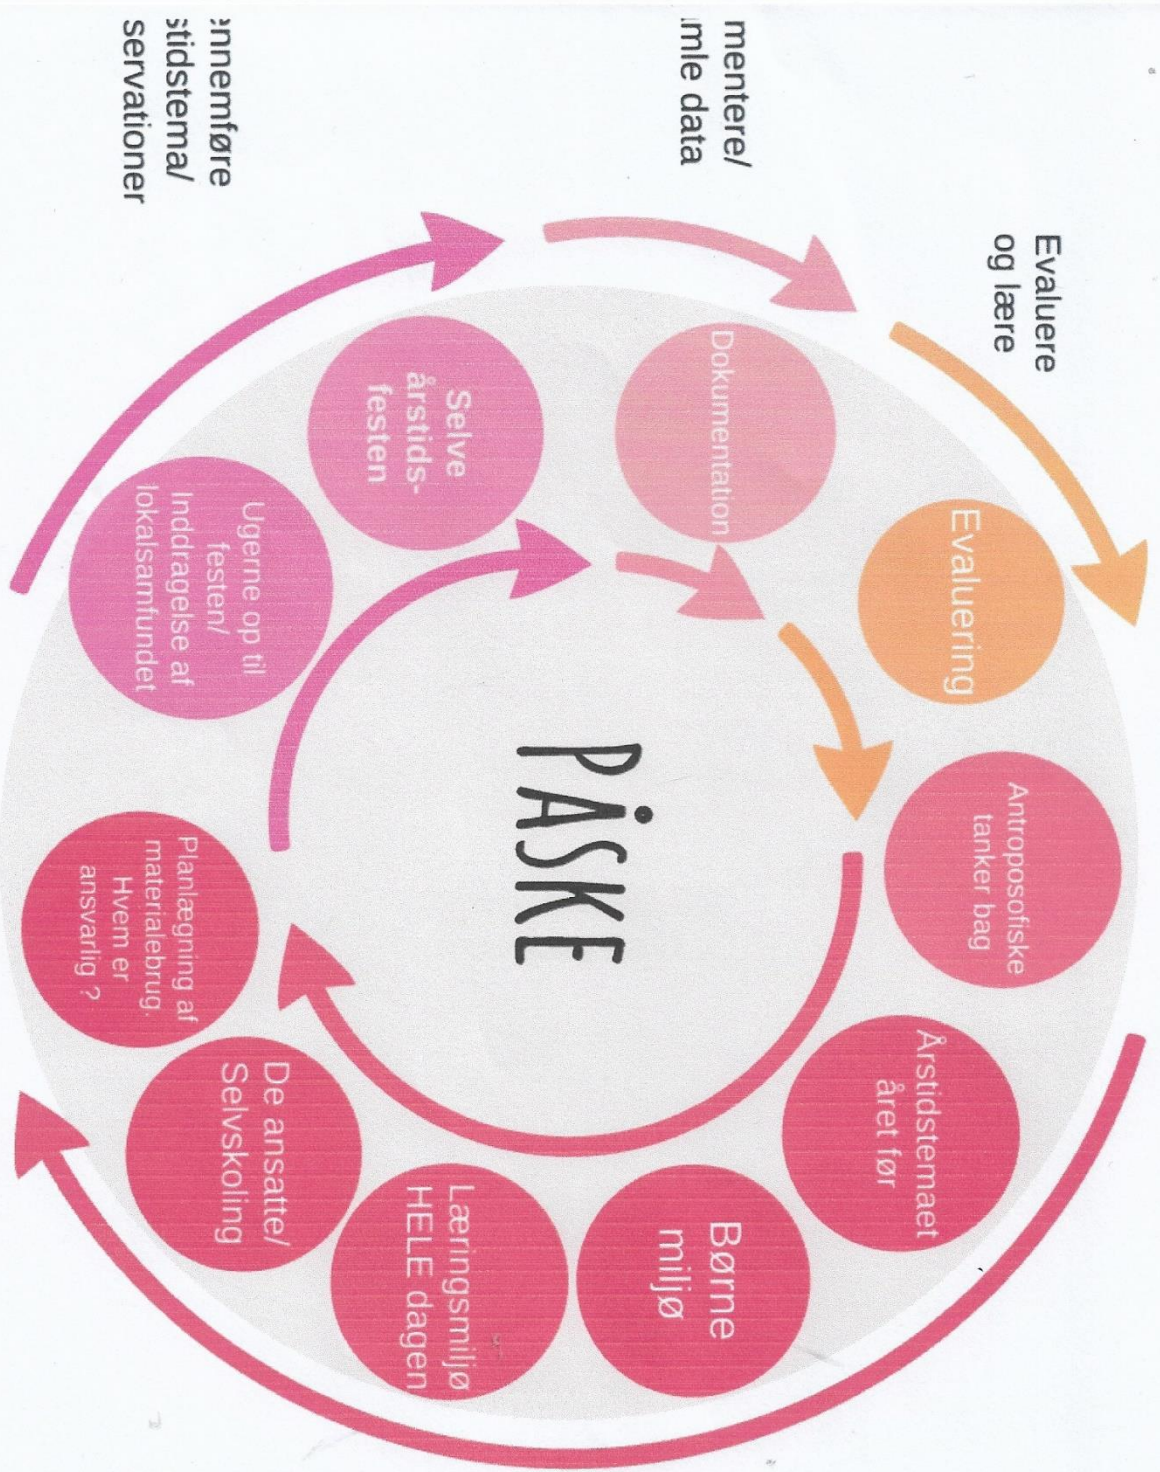 PÅSKE
Antroposofiske
tanker bag
Årstidstemaet
året før
Børne
miljø
Læringsmiljø
HELE dagen
De ansatte/
Selvskoling
Planlægning af
materialebrug.
Hvem er
ansvarlig ?
Ugerne op til
festen/
Inddragelse af
lokalsamfundet
Selve
årstids-
festen
Dokumentation
Evaluering
Evaluere
og lære
mentere/
mle data
nnemføre
stidstema/
servationer